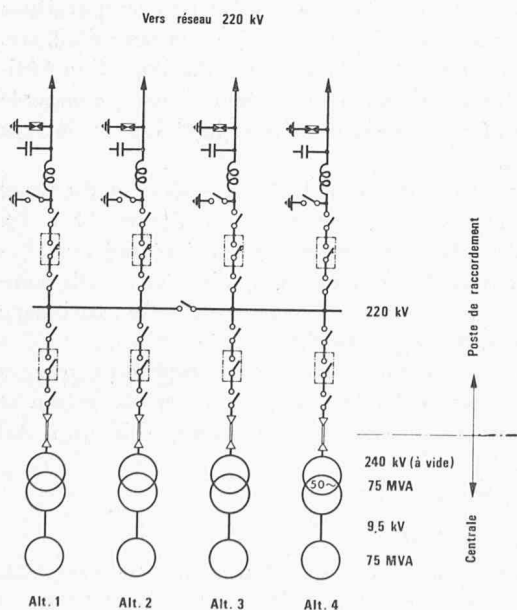 Vers réseau 220 kV
220 kV
Poste de raccordement
240 kV (à vide)
50~
75 MVA
9,5 kV
Centrale
75 MVA
Alt. 1
Alt. 2
Alt. 3
Alt. 4